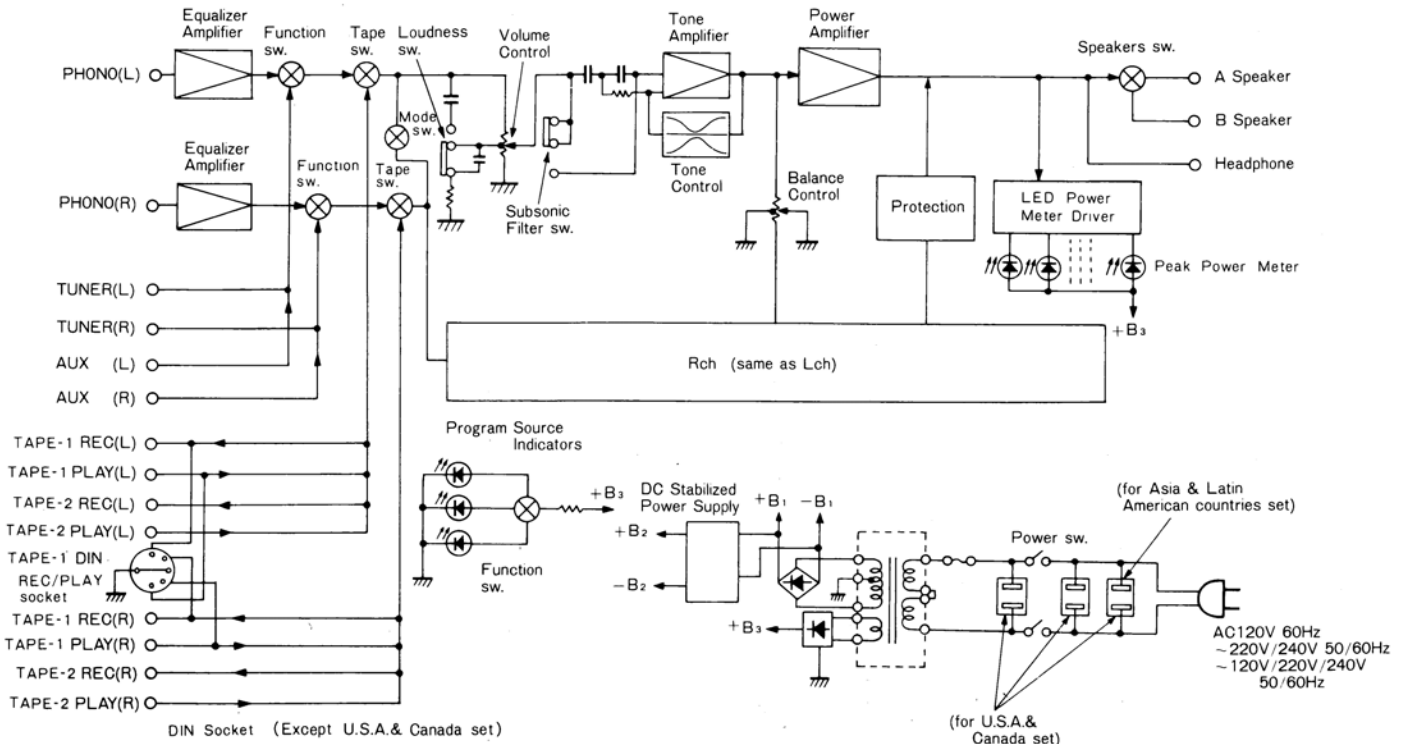 Equalizer
Amplifier
Function
sw.
Tape
sw.
Loudness
sw.
Volume
Control
Tone
Amplifier
Power
Amplifier
Speakers sw.
PHONO(L)
A Speaker
B Speaker
Headphone
Mode
sw.
Equalizer
Amplifier
Function
sw.
Tape
sw.
PHONO(R)
Subsonic
Filter sw.
Tone
Control
Balance
Control
Protection
LED Power
Meter Driver
Peak Power Meter
+B3
TUNER(L)
TUNER(R)
AUX (L)
AUX (R)
Rch (same as Lch)
TAPE-1 REC(L)
TAPE-1 PLAY(L)
TAPE-2 REC(L)
TAPE-2 PLAY(L)
TAPE-1 DIN
REC/PLAY
socket
TAPE-1 REC(R)
TAPE-1 PLAY(R)
TAPE-2 REC(R)
TAPE-2 PLAY(R)
DIN Socket (Except U.S.A.& Canada set)
Program Source
Indicators
+B3
Function
sw.
DC Stabilized
Power Supply
+B1
-B1
+B2
-B2
+B3
Power sw.
(for Asia & Latin
American countries set)
(for U.S.A.&
Canada set)
AC120V 60Hz
~220V/240V 50/60Hz
~120V/220V/240V
50/60Hz